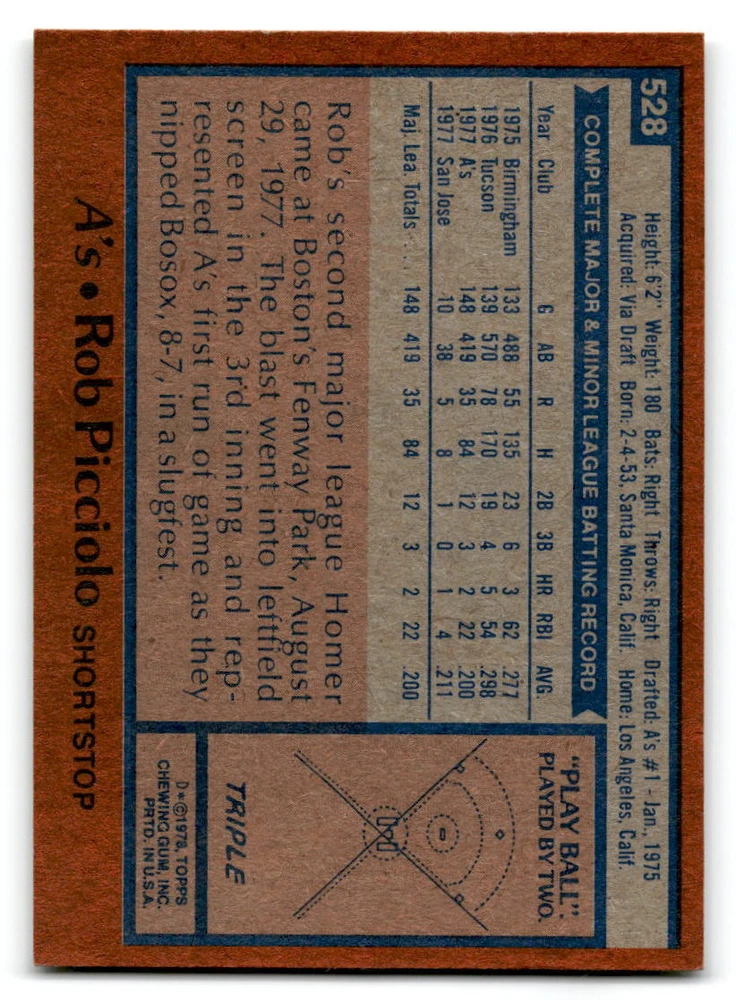 528
Height: 6'2" Weight: 180 Bats: Right Throws: Right Drafted: A's #1 - Jan., 1975
Acquired: Via Draft Born: 2-4-53, Santa Monica, Calif. Home: Los Angeles, Calif.
COMPLETE MAJOR & MINOR LEAGUE BATTING RECORD
Year Club G AB R H 2B 3B HR RBI AVG
1975 Birmingham 133 488 55 135 23 6 3 62 .277
1976 Tucson 139 570 78 170 19 4 5 54 .298
1977 A's 148 419 35 84 12 3 2 22 .200
1977 San Jose 10 38 5 8 1 0 1 4 .211
Maj. Lea. Totals ... 148 419 35 84 12 3 2 22 .200
Rob's second major league Homer
came at Boston's Fenway Park, August
29, 1977. The blast went into leftfield
screen in the 3rd inning and rep-
resented A's first run of game as they
nipped Bosox, 8-7, in a slugfest.
"PLAY BALL"
PLAYED BY TWO.
TRIPLE
D*©1978, TOPPS
CHEWING GUM, INC.
PRTD. IN U.S.A.
A's • Rob Picciolo SHORTSTOP